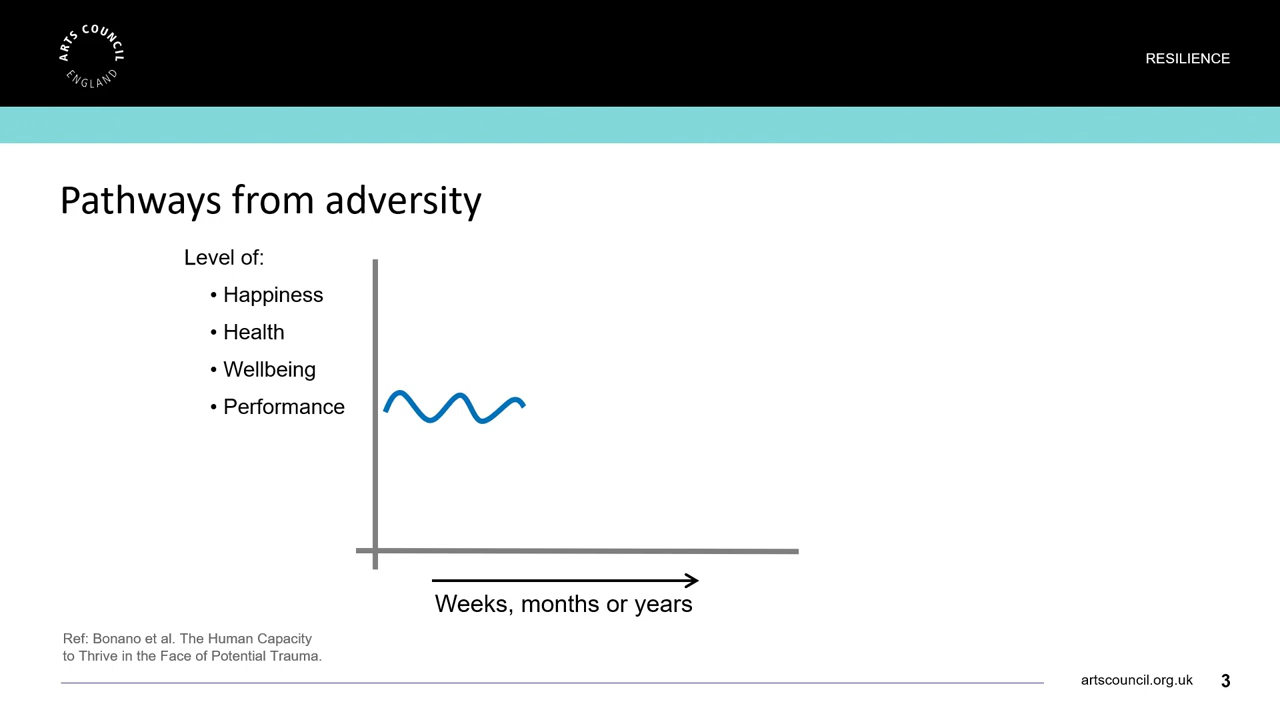 ARTS COUNCIL
ENGLAND
RESILIENCE
Pathways from adversity
Level of:
• Happiness
• Health
• Wellbeing
• Performance
Weeks, months or years
Ref: Bonano et al. The Human Capacity
to Thrive in the Face of Potential Trauma.
artscouncil.org.uk 3